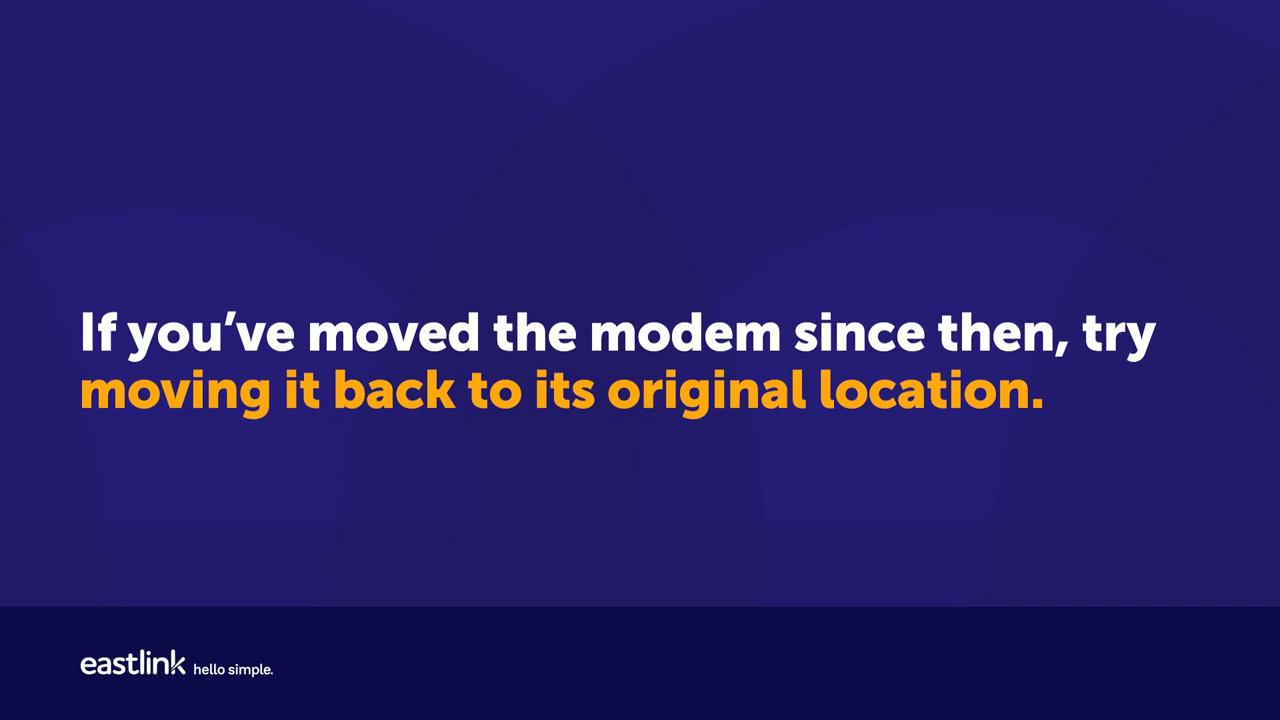 If you’ve moved the modem since then, try
moving it back to its original location.
eastlink hello simple.